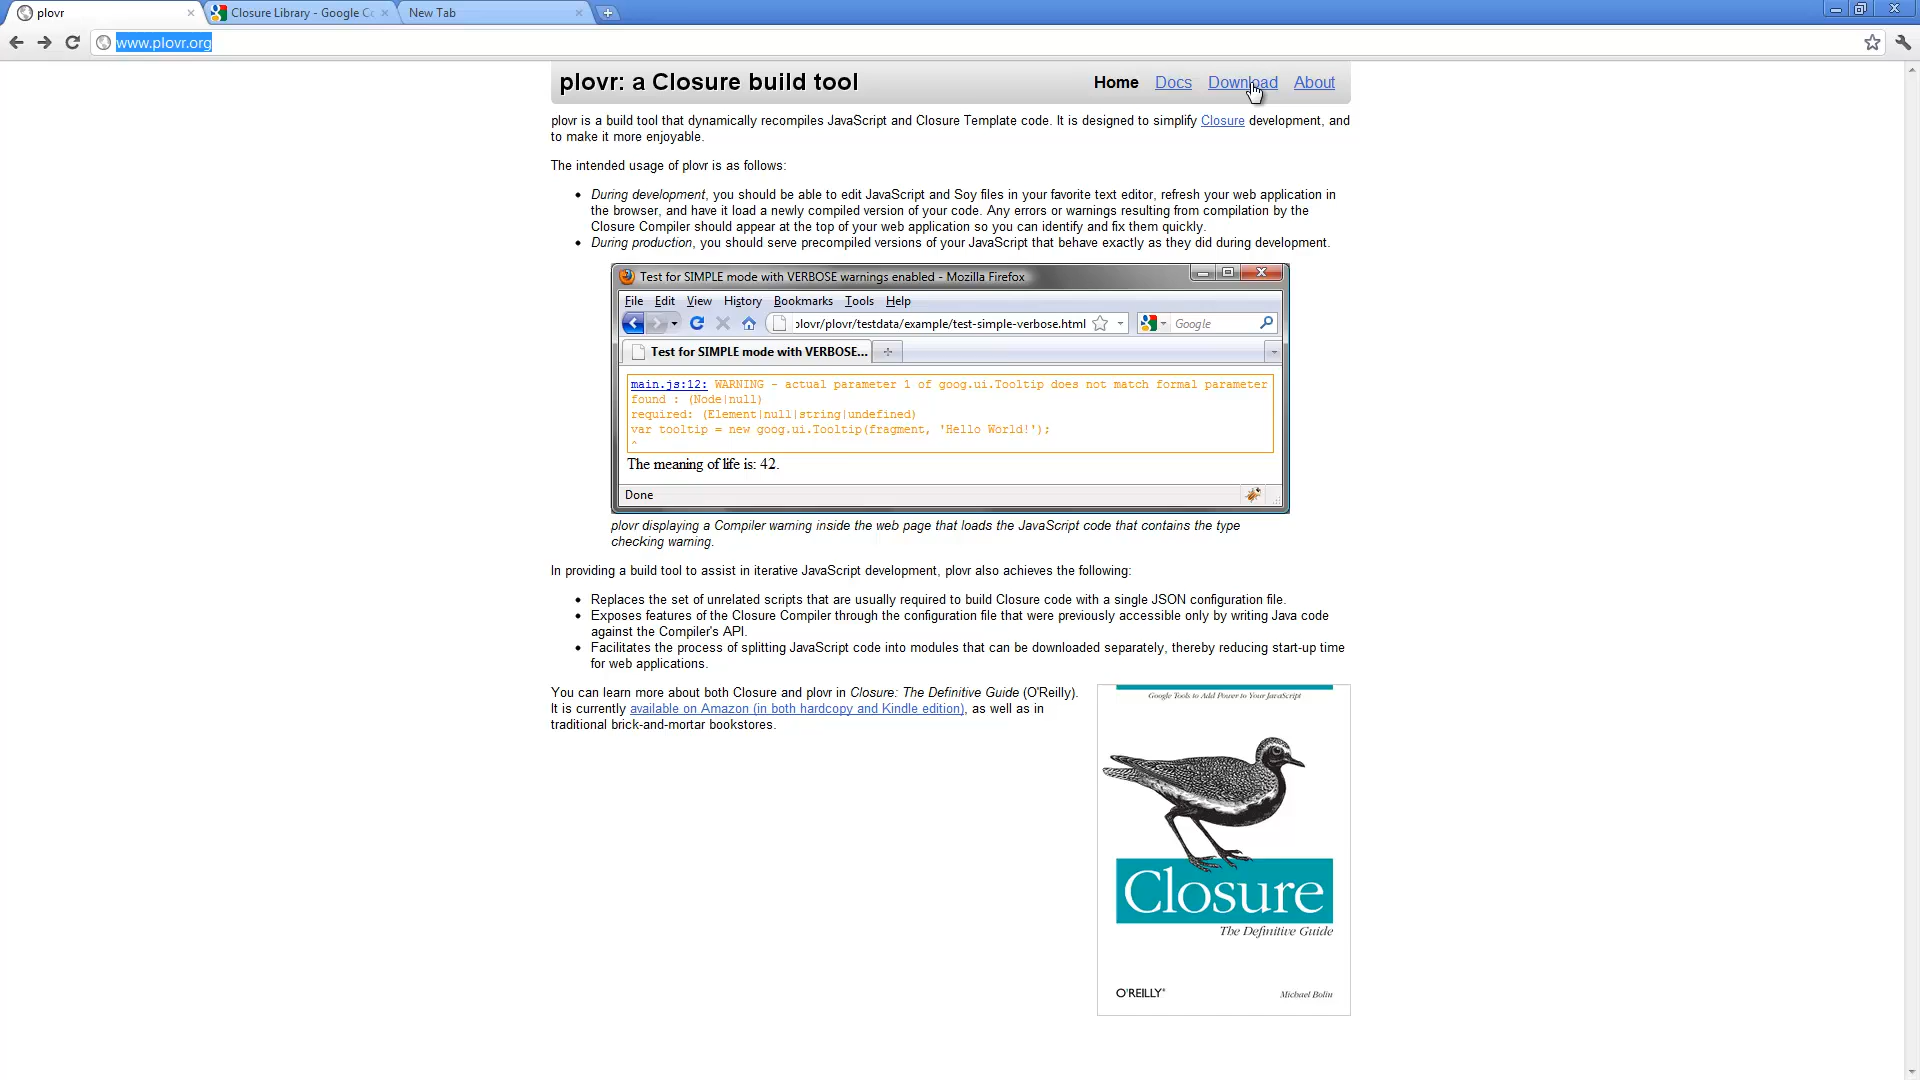 plovr
Closure Library - Google Co
New Tab
www.plovr.org
plovr: a Closure build tool
Home Docs Download About
plovr is a build tool that dynamically recompiles JavaScript and Closure Template code. It is designed to simplify Closure development, and
to make it more enjoyable.
The intended usage of plovr is as follows:
• During development, you should be able to edit JavaScript and Soy files in your favorite text editor, refresh your web application in
the browser, and have it load a newly compiled version of your code. Any errors or warnings resulting from compilation by the
Closure Compiler should appear at the top of your web application so you can identify and fix them quickly.
• During production, you should serve precompiled versions of your JavaScript that behave exactly as they did during development.
Test for SIMPLE mode with VERBOSE warnings enabled - Mozilla Firefox
File Edit View History Bookmarks Tools Help
plovr/plovr/testdata/example/test-simple-verbose.html Google
Test for SIMPLE mode with VERBOSE...
main.js:12: WARNING - actual parameter 1 of goog.ui.Tooltip does not match formal parameter
found : (Node|null)
required: (Element|null|string|undefined)
var tooltip = new goog.ui.Tooltip(fragment, 'Hello World!');
^
The meaning of life is: 42.
Done
plovr displaying a Compiler warning inside the web page that loads the JavaScript code that contains the type
checking warning.
In providing a build tool to assist in iterative JavaScript development, plovr also achieves the following:
• Replaces the set of unrelated scripts that are usually required to build Closure code with a single JSON configuration file.
• Exposes features of the Closure Compiler through the configuration file that were previously accessible only by writing Java code
against the Compiler's API.
• Facilitates the process of splitting JavaScript code into modules that can be downloaded separately, thereby reducing start-up time
for web applications.
You can learn more about both Closure and plovr in Closure: The Definitive Guide (O'Reilly).
It is currently available on Amazon (in both hardcopy and Kindle edition), as well as in
traditional brick-and-mortar bookstores.
Google Tools to Add Power to Your JavaScript
Closure
The Definitive Guide
O'REILLY®
Michael Bolin